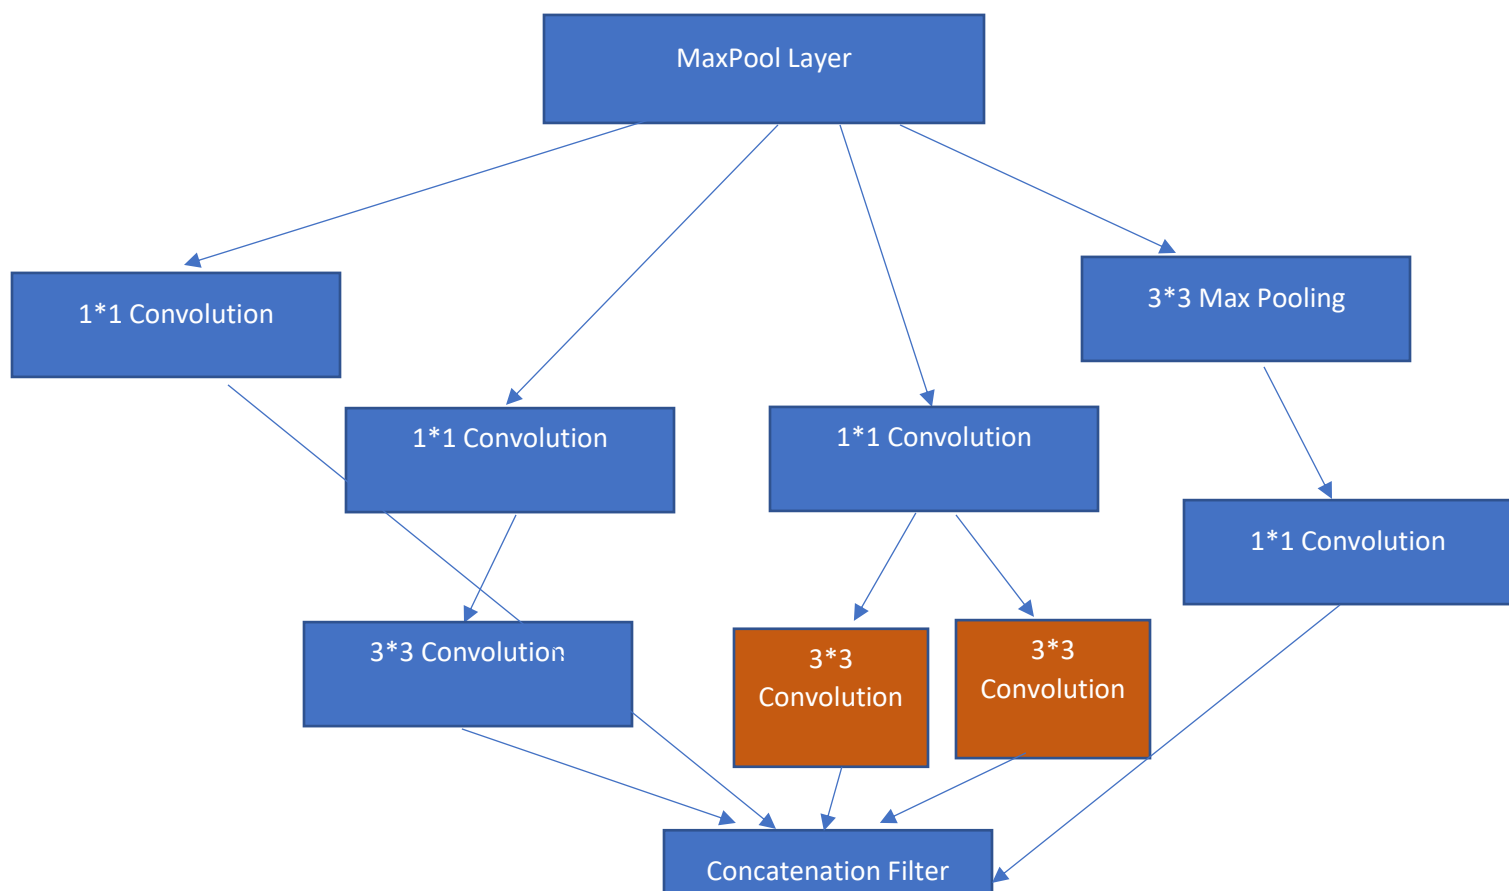 MaxPool Layer
1*1 Convolution
3*3 Max Pooling
1*1 Convolution
1*1 Convolution
1*1 Convolution
3*3 Convolution
3*3
Convolution
3*3
Convolution
Concatenation Filter